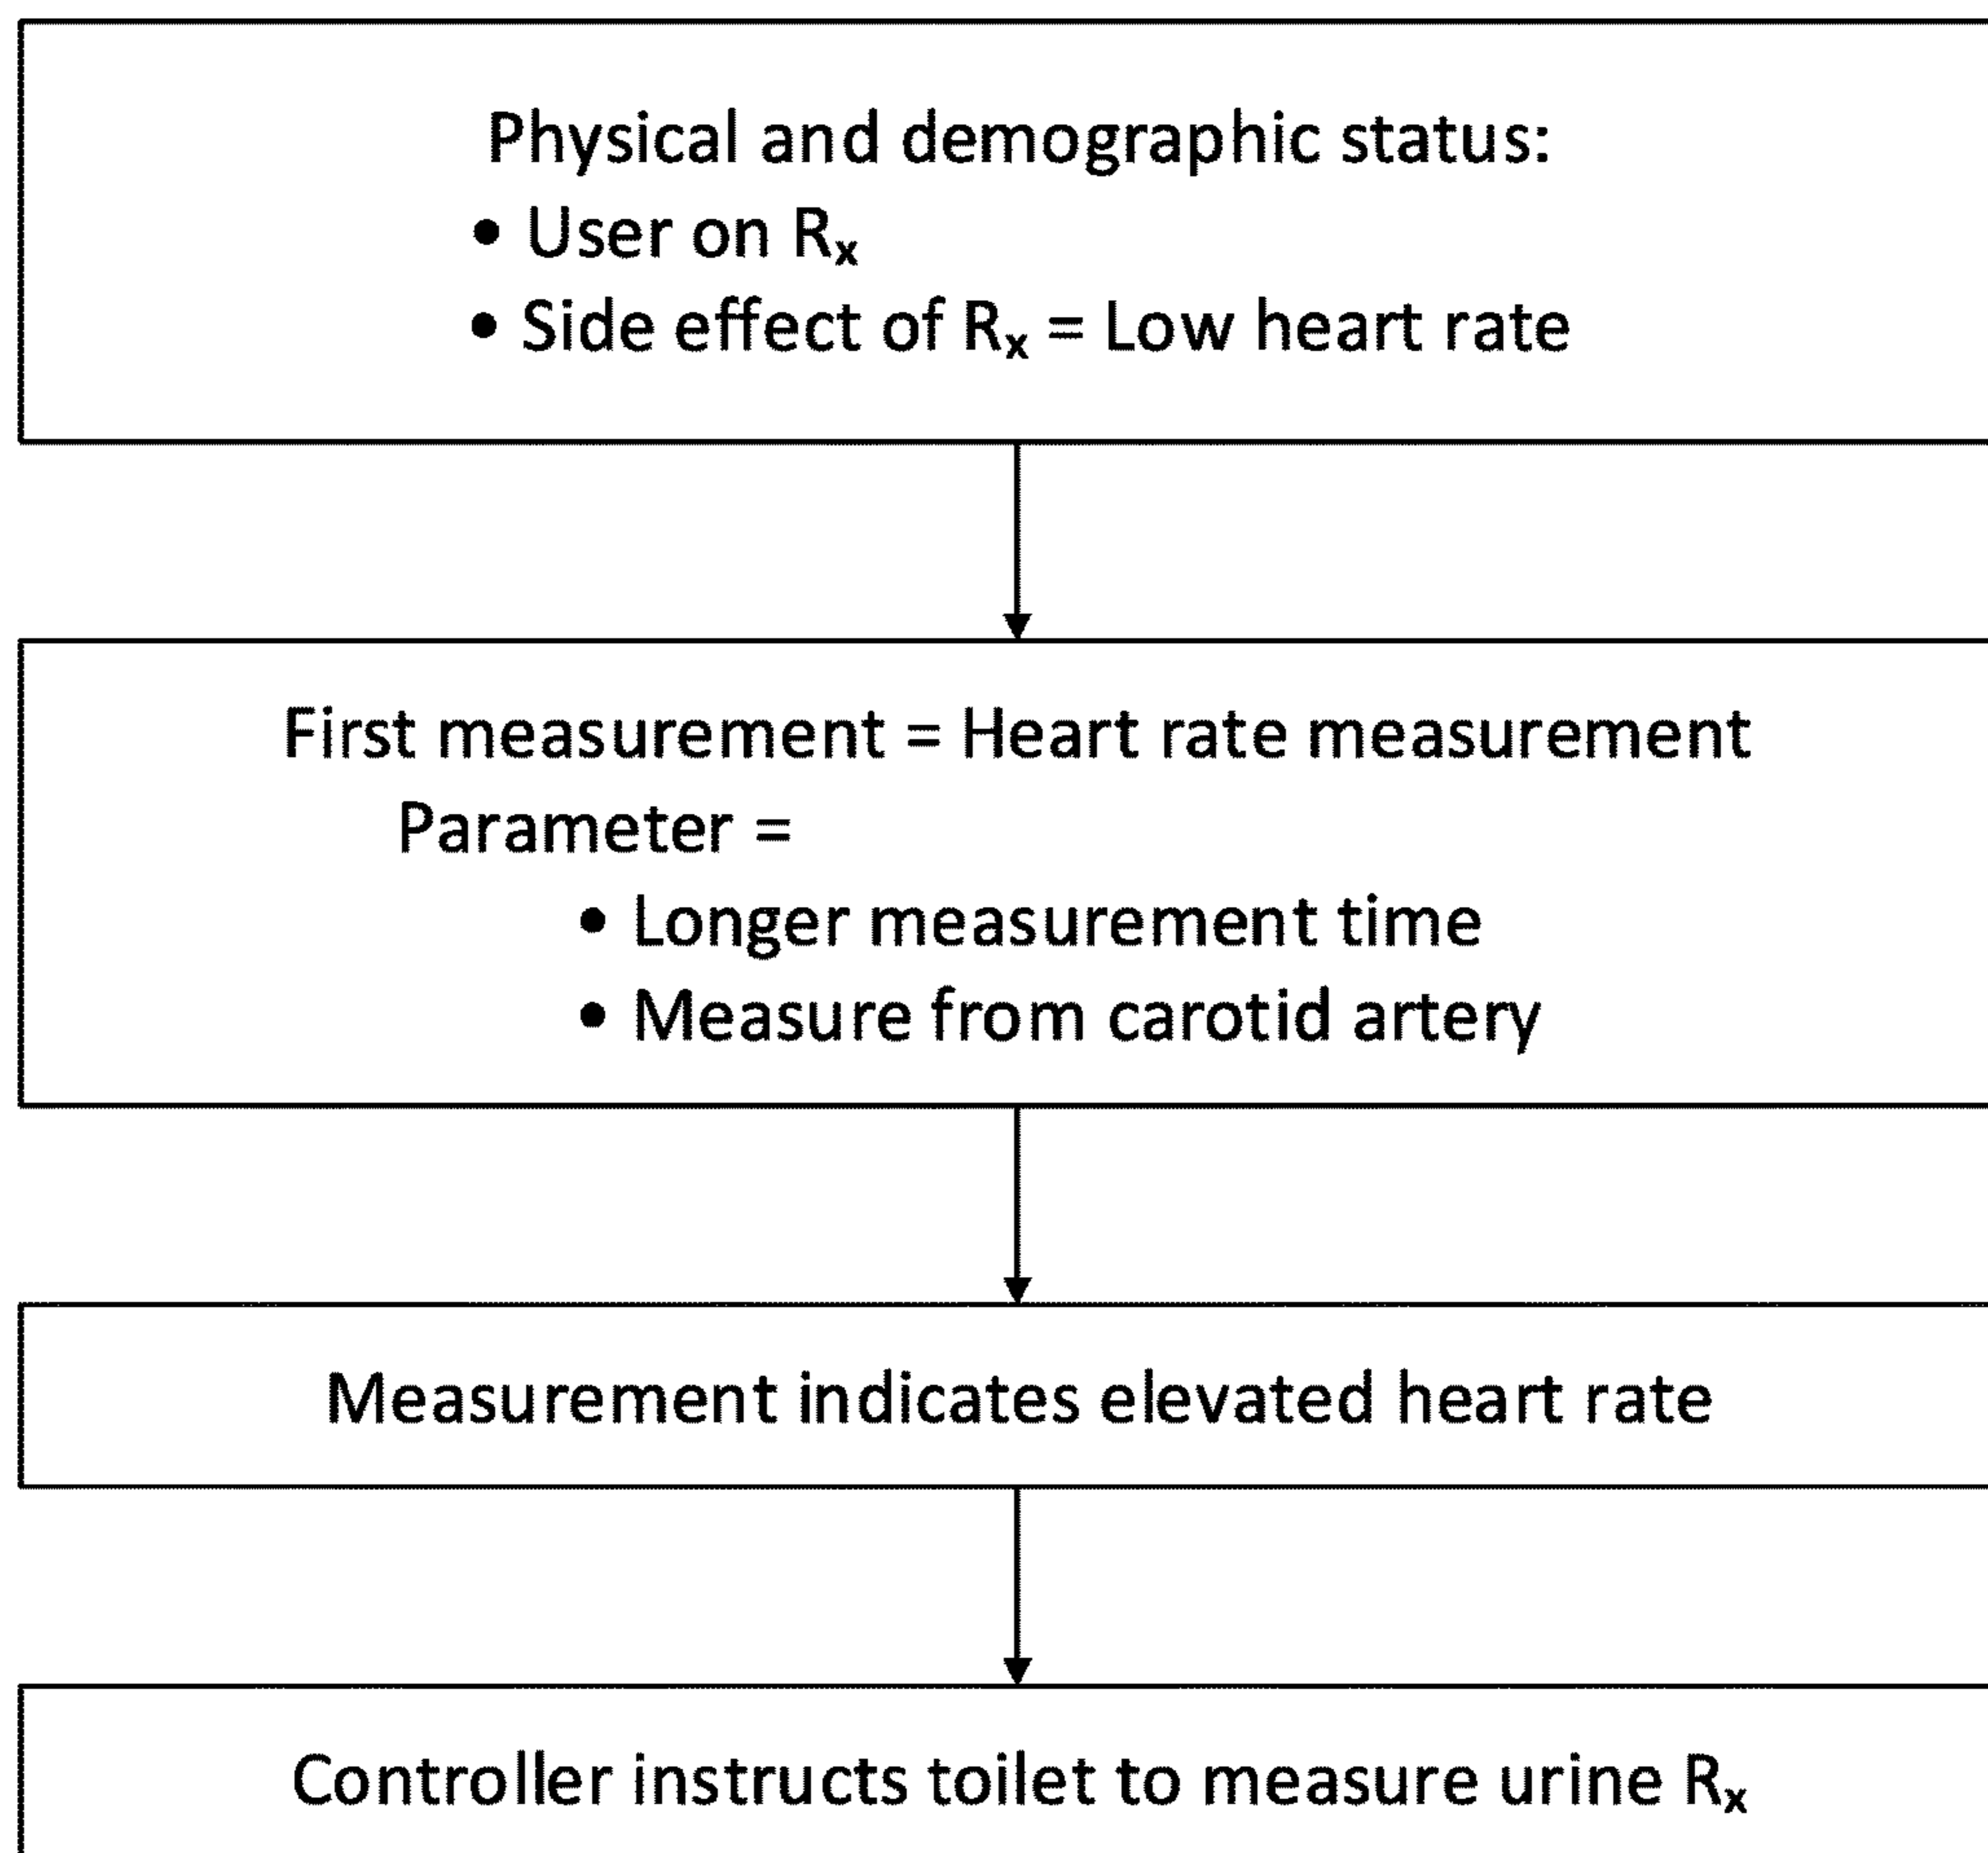 Physical and demographic status:
• User on Rx
• Side effect of Rx = Low heart rate
First measurement = Heart rate measurement
Parameter =
• Longer measurement time
• Measure from carotid artery
Measurement indicates elevated heart rate
Controller instructs toilet to measure urine Rx